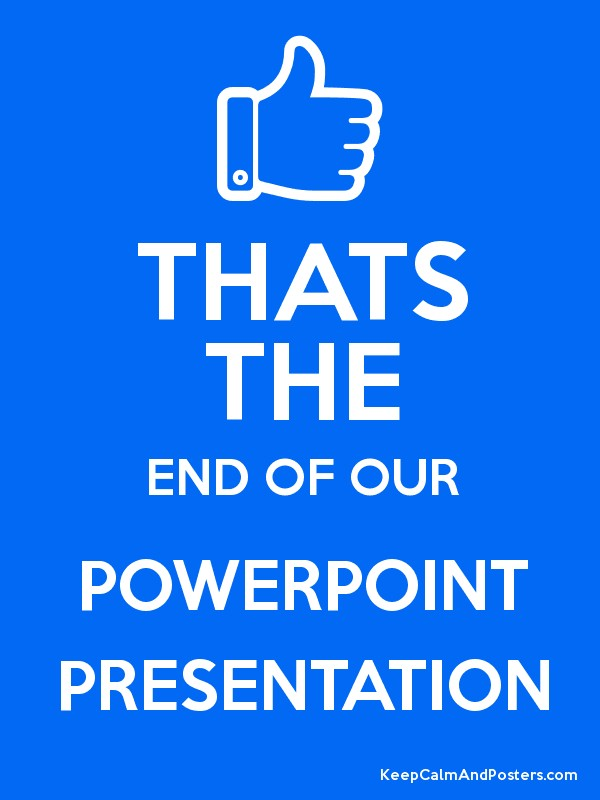 THATS
THE
END OF OUR
POWERPOINT
PRESENTATION
KeepCalmAndPosters.com